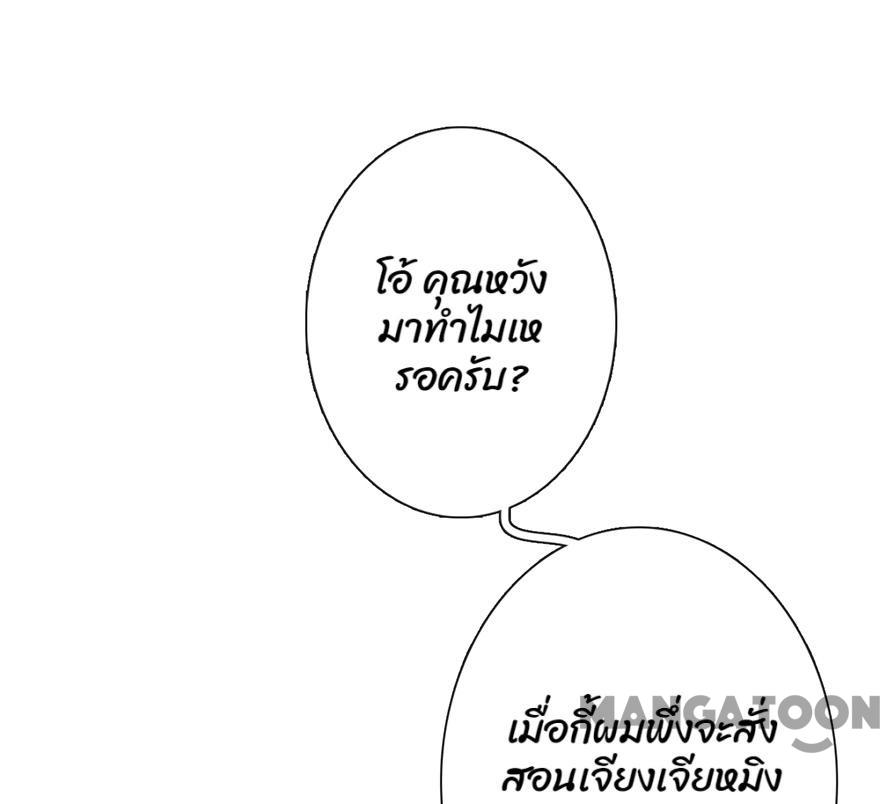 โอ้ คุณหวัง
มาทำไมเห
รอครับ?
MANGATOON
เมื่อกี้ผมพึ่งจะสั่ง
สอนเจียงเจียหมิง